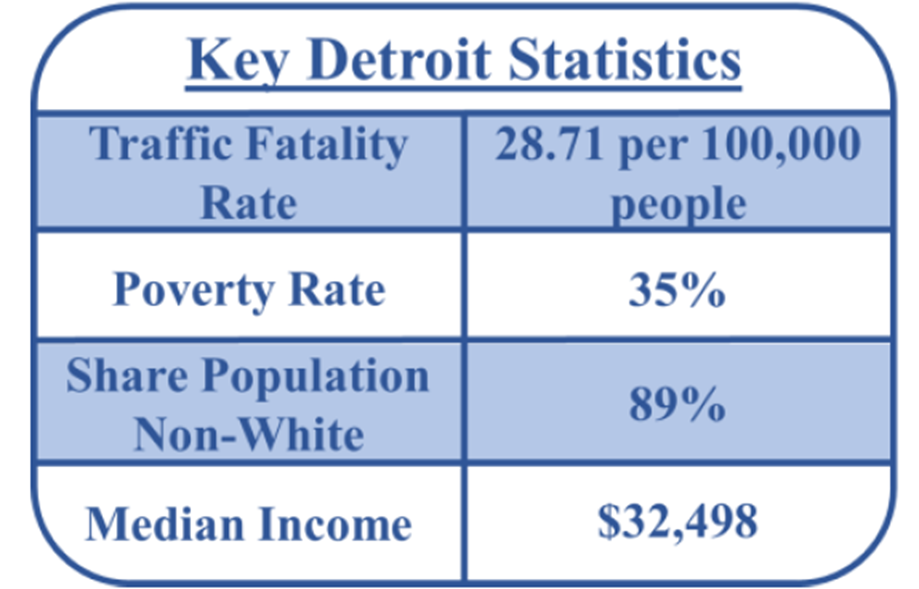 Key Detroit Statistics
Traffic Fatality
Rate
28.71 per 100,000
people
Poverty Rate
35%
Share Population
Non-White
89%
Median Income
$32,498